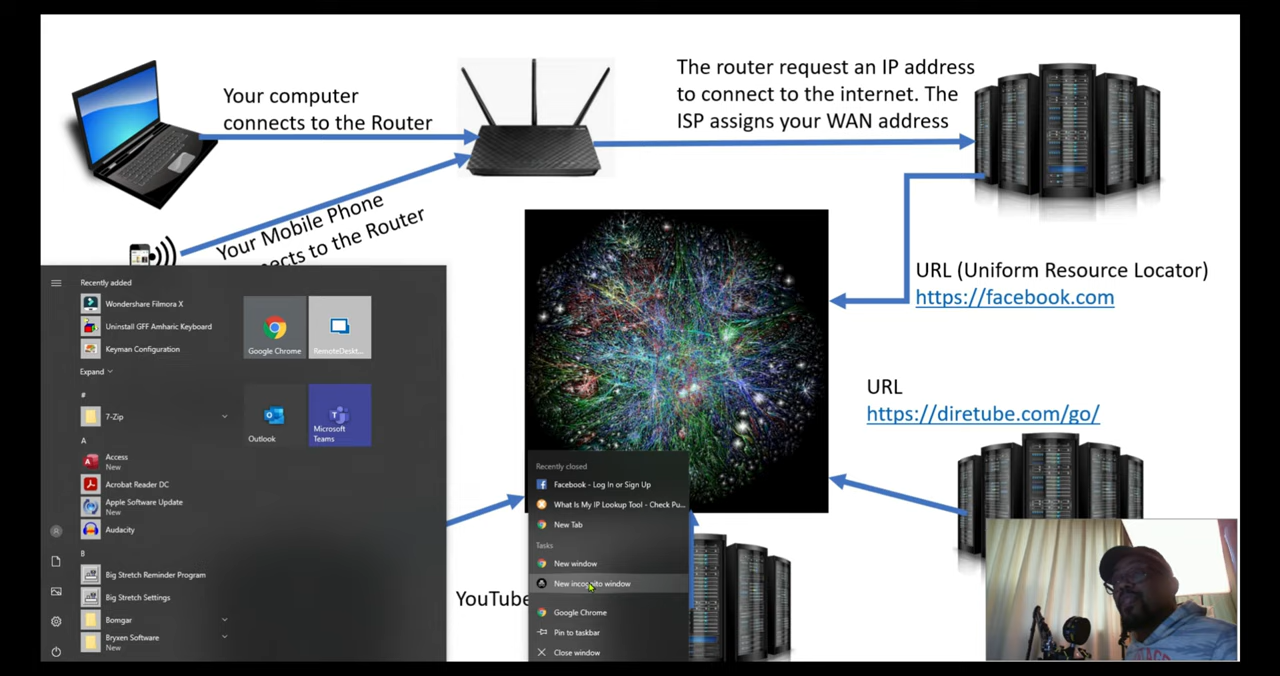 Your computer
connects to the Router
The router request an IP address
to connect to the internet. The
ISP assigns your WAN address
Your Mobile Phone
ects to the Router
URL (Uniform Resource Locator)
https://facebook.com
URL
https://diretube.com/go/
YouTube
Recently added
Wondershare Filmora X
Uninstall GFF Amharic Keyboard
Keyman Configuration
Expand
#
7-Zip
A
Access
New
Acrobat Reader DC
Apple Software Update
New
Audacity
B
Big Stretch Reminder Program
Big Stretch Settings
Bomgar
Bryxen Software
New
Google Chrome
RemoteDeskt...
Outlook
Microsoft
Teams
Recently closed
Facebook - Log In or Sign Up
What Is My IP Lookup Tool - Check Pu...
New Tab
Tasks
New window
New incognito window
Google Chrome
Pin to taskbar
Close window